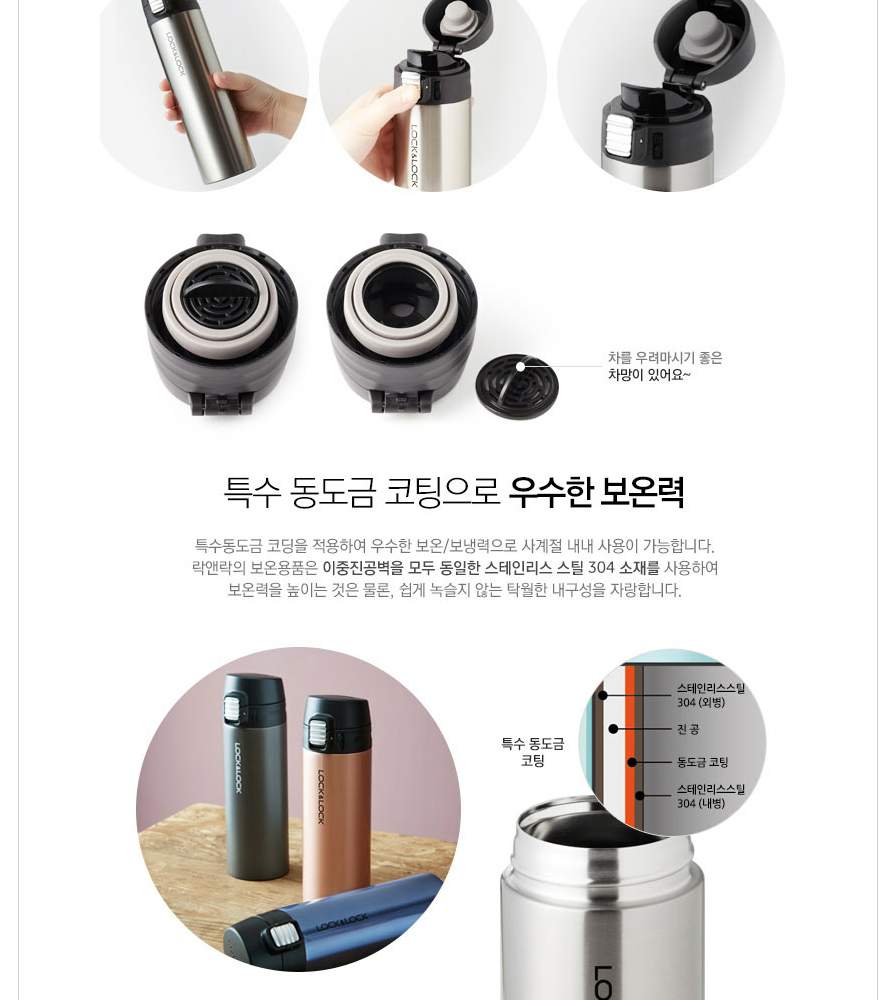 LOCK&LOCK
LOCK&LOCK
차를 우려마시기 좋은
차망이 있어요~
특수 동도금 코팅으로 우수한 보온력
특수동도금 코딩을 적용하여 우수한 보온/보냉력으로 사계절 내내 사용이 가능합니다.
락앤락의 보온용품은 이중진공벽을 모두 동일한 스테인리스 스틸 304 소재를 사용하여
보온력을 높이는 것은 물론, 쉽게 녹슬지 않는 탁월한 내구성을 자랑합니다.
LOCK&LOCK
LOCK&LOCK
LOCK&LOCK
특수 동도금
코팅
스테인리스스틸
304 (외병)
진 공
동도금 코팅
스테인리스스틸
304 (내병)
LO